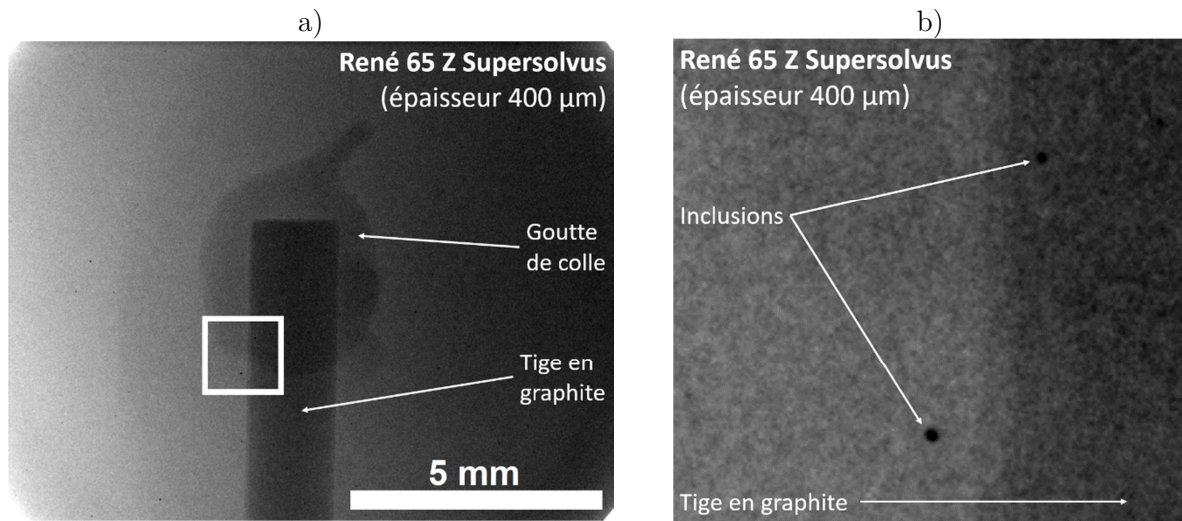 a)
René 65 Z Supersolvus
(épaisseur 400 µm)
Goutte
de colle
Tige en
graphite
5 mm
b)
René 65 Z Supersolvus
(épaisseur 400 µm)
Inclusions
Tige en graphite